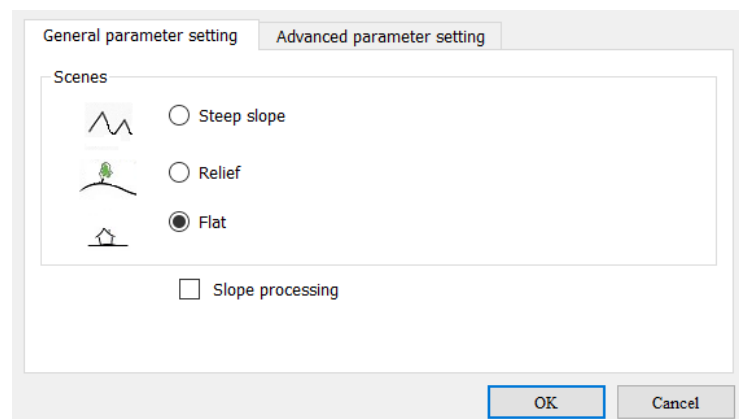 General parameter setting Advanced parameter setting
Scenes
Steep slope
Relief
Flat
Slope processing
OK Cancel